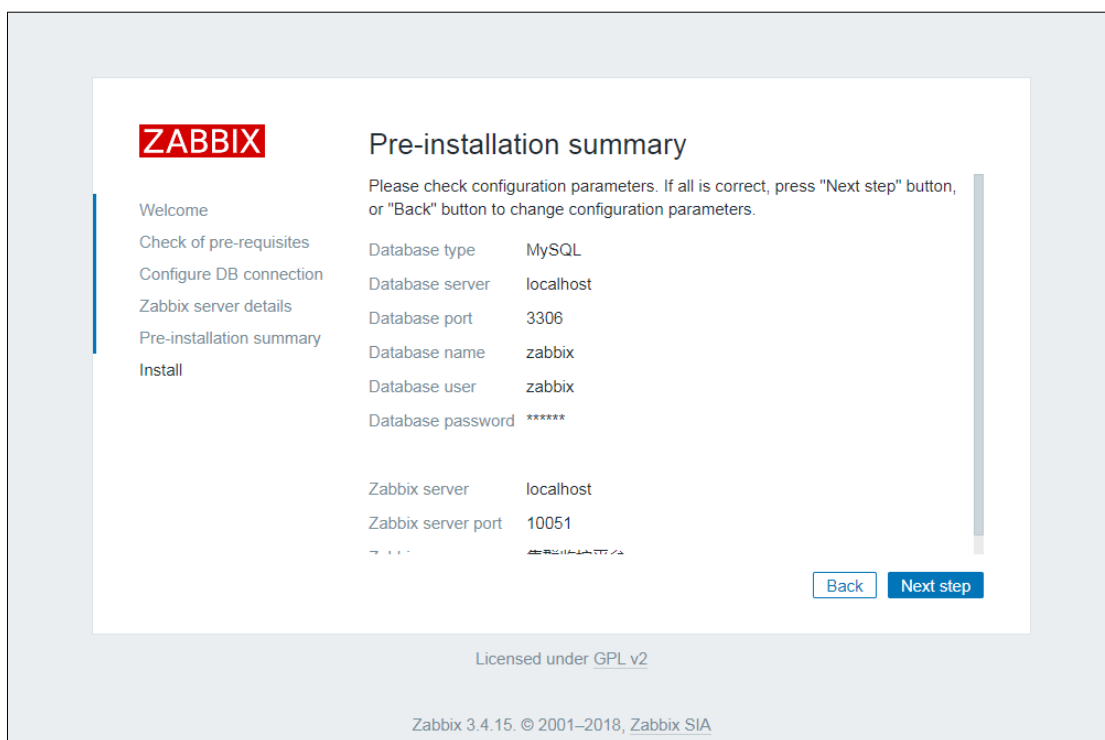 ZABBIX
Welcome
Check of pre-requisites
Configure DB connection
Zabbix server details
Pre-installation summary
Install
Pre-installation summary
Please check configuration parameters. If all is correct, press "Next step" button,
or "Back" button to change configuration parameters.
Database type MySQL
Database server localhost
Database port 3306
Database name zabbix
Database user zabbix
Database password ******
Zabbix server localhost
Zabbix server port 10051
Back Next step
Licensed under GPL v2
Zabbix 3.4.15. © 2001–2018, Zabbix SIA